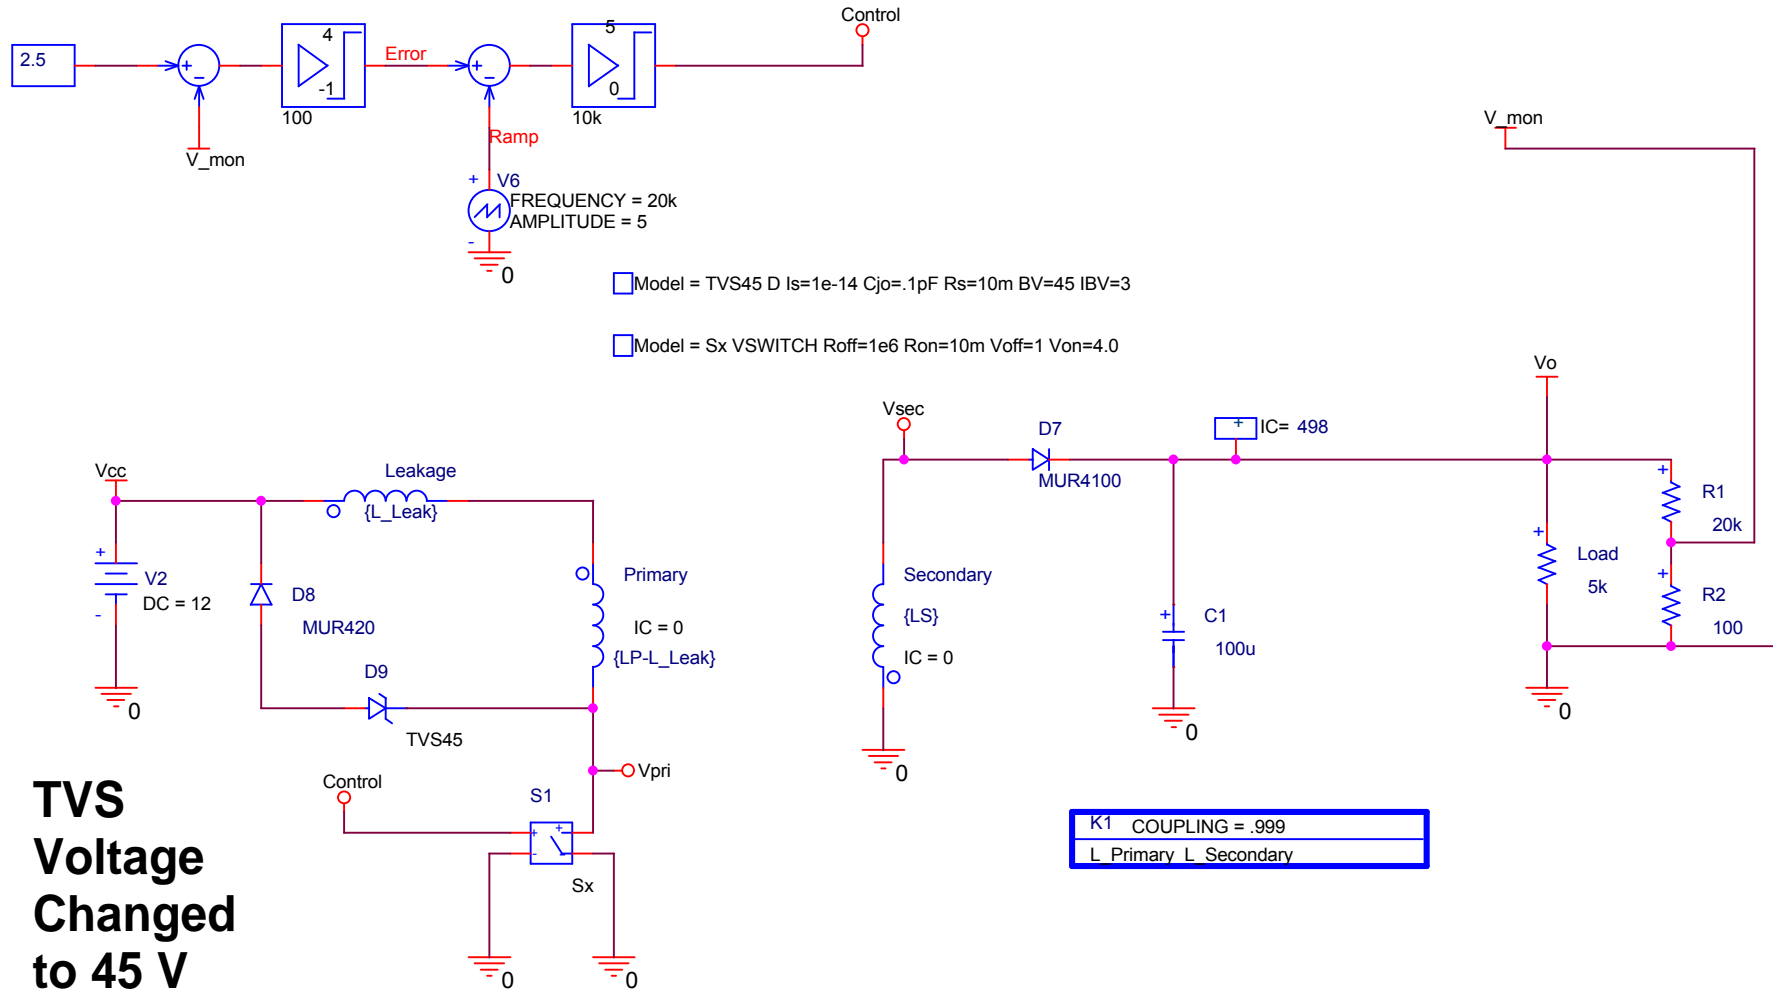 2.5
+
-
V_mon
4
-1
100
Error
+
-
Ramp
+
V6
FREQUENCY = 20k
AMPLITUDE = 5
-
0
5
0
10k
Control
V_mon
Model = TVS45 D Is=1e-14 Cjo=.1pF Rs=10m BV=45 IBV=3
Model = Sx VSWITCH Roff=1e6 Ron=10m Voff=1 Von=4.0
Vcc
+
V2
DC = 12
-
0
D8
MUR420
D9
TVS45
Leakage
{L_Leak}
Primary
IC = 0
{LP-L_Leak}
Vpri
Control
S1
+
+
-
Sx
0
0
Vsec
Secondary
{LS}
IC = 0
0
D7
MUR4100
+
IC= 498
+
C1
100u
0
Vo
+
Load
5k
0
+
R1
20k
+
R2
100
K1 COUPLING = .999
L_Primary L_Secondary
TVS
Voltage
Changed
to 45 V